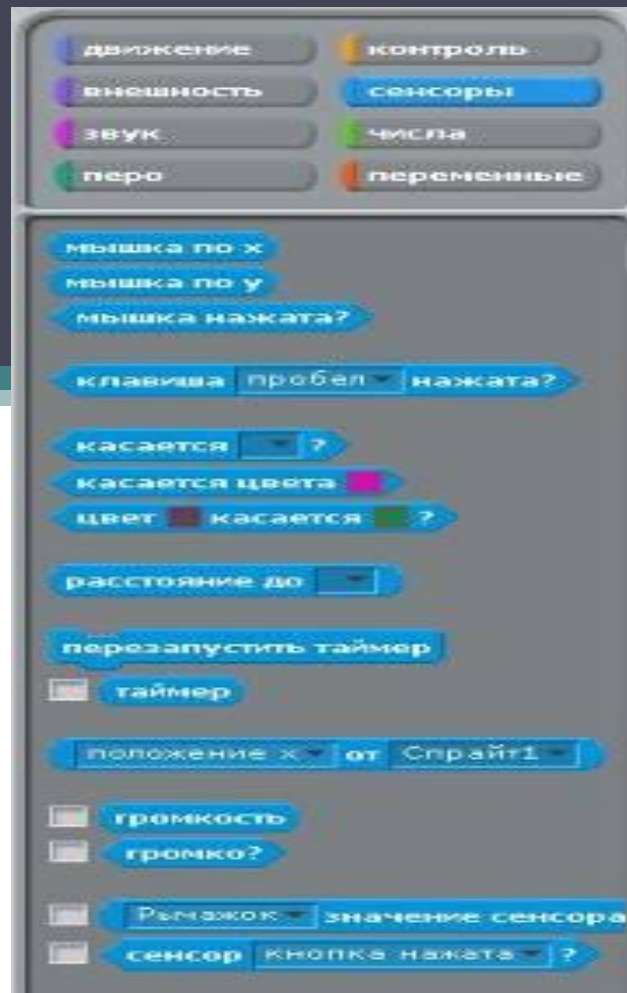 движение контроль
внешность сенсоры
звук числа
перо переменные
мышка по х
мышка по у
мышка нажата?
клавиша пробел нажата?
касается ?
касается цвета
цвет касается ?
расстояние до
перезапустить таймер
таймер
положение х от Спрайт1
громкость
громко?
Рычажок значение сенсора
сенсор кнопка нажата ?